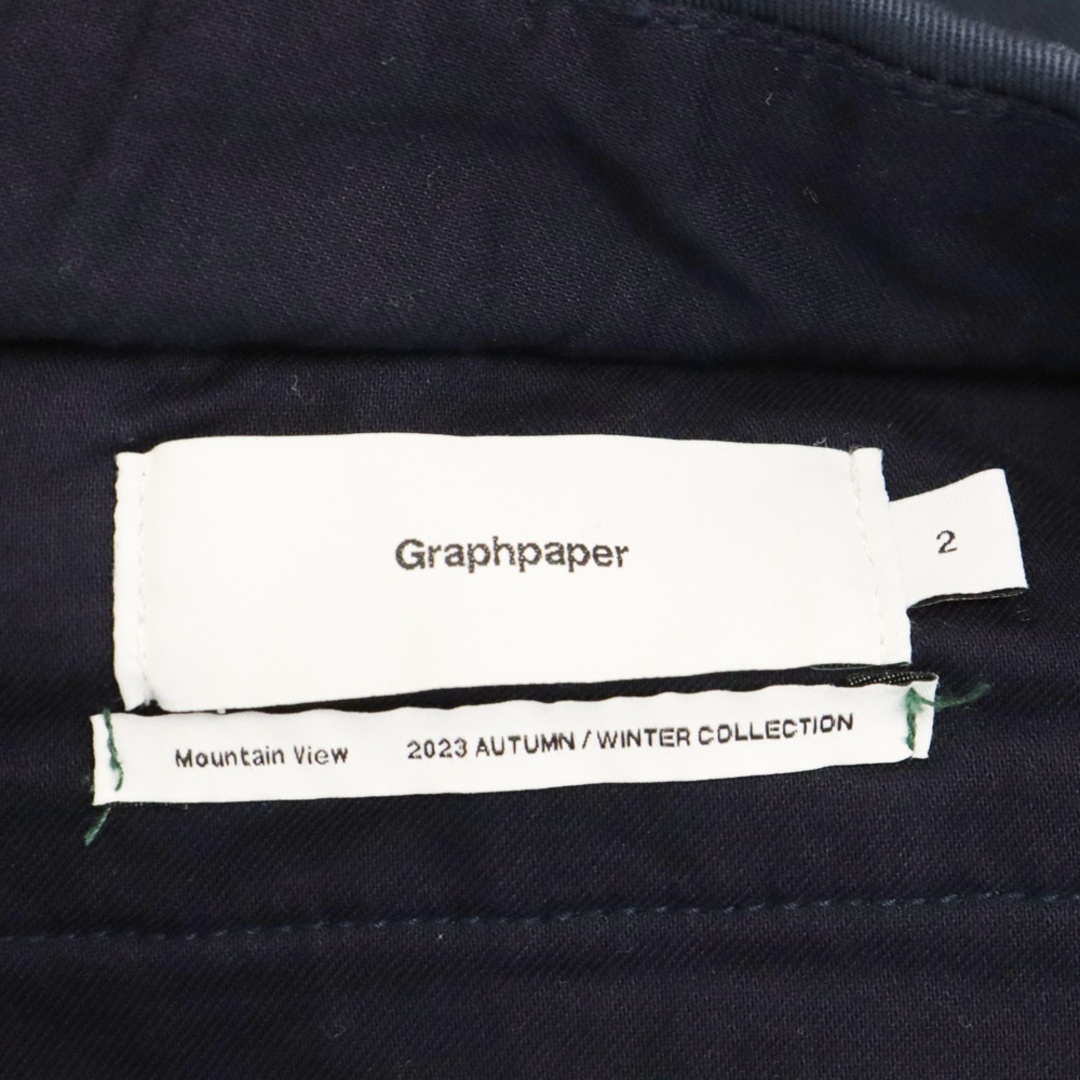 Graphpaper
2
Mountain View 2023 AUTUMN / WINTER COLLECTION